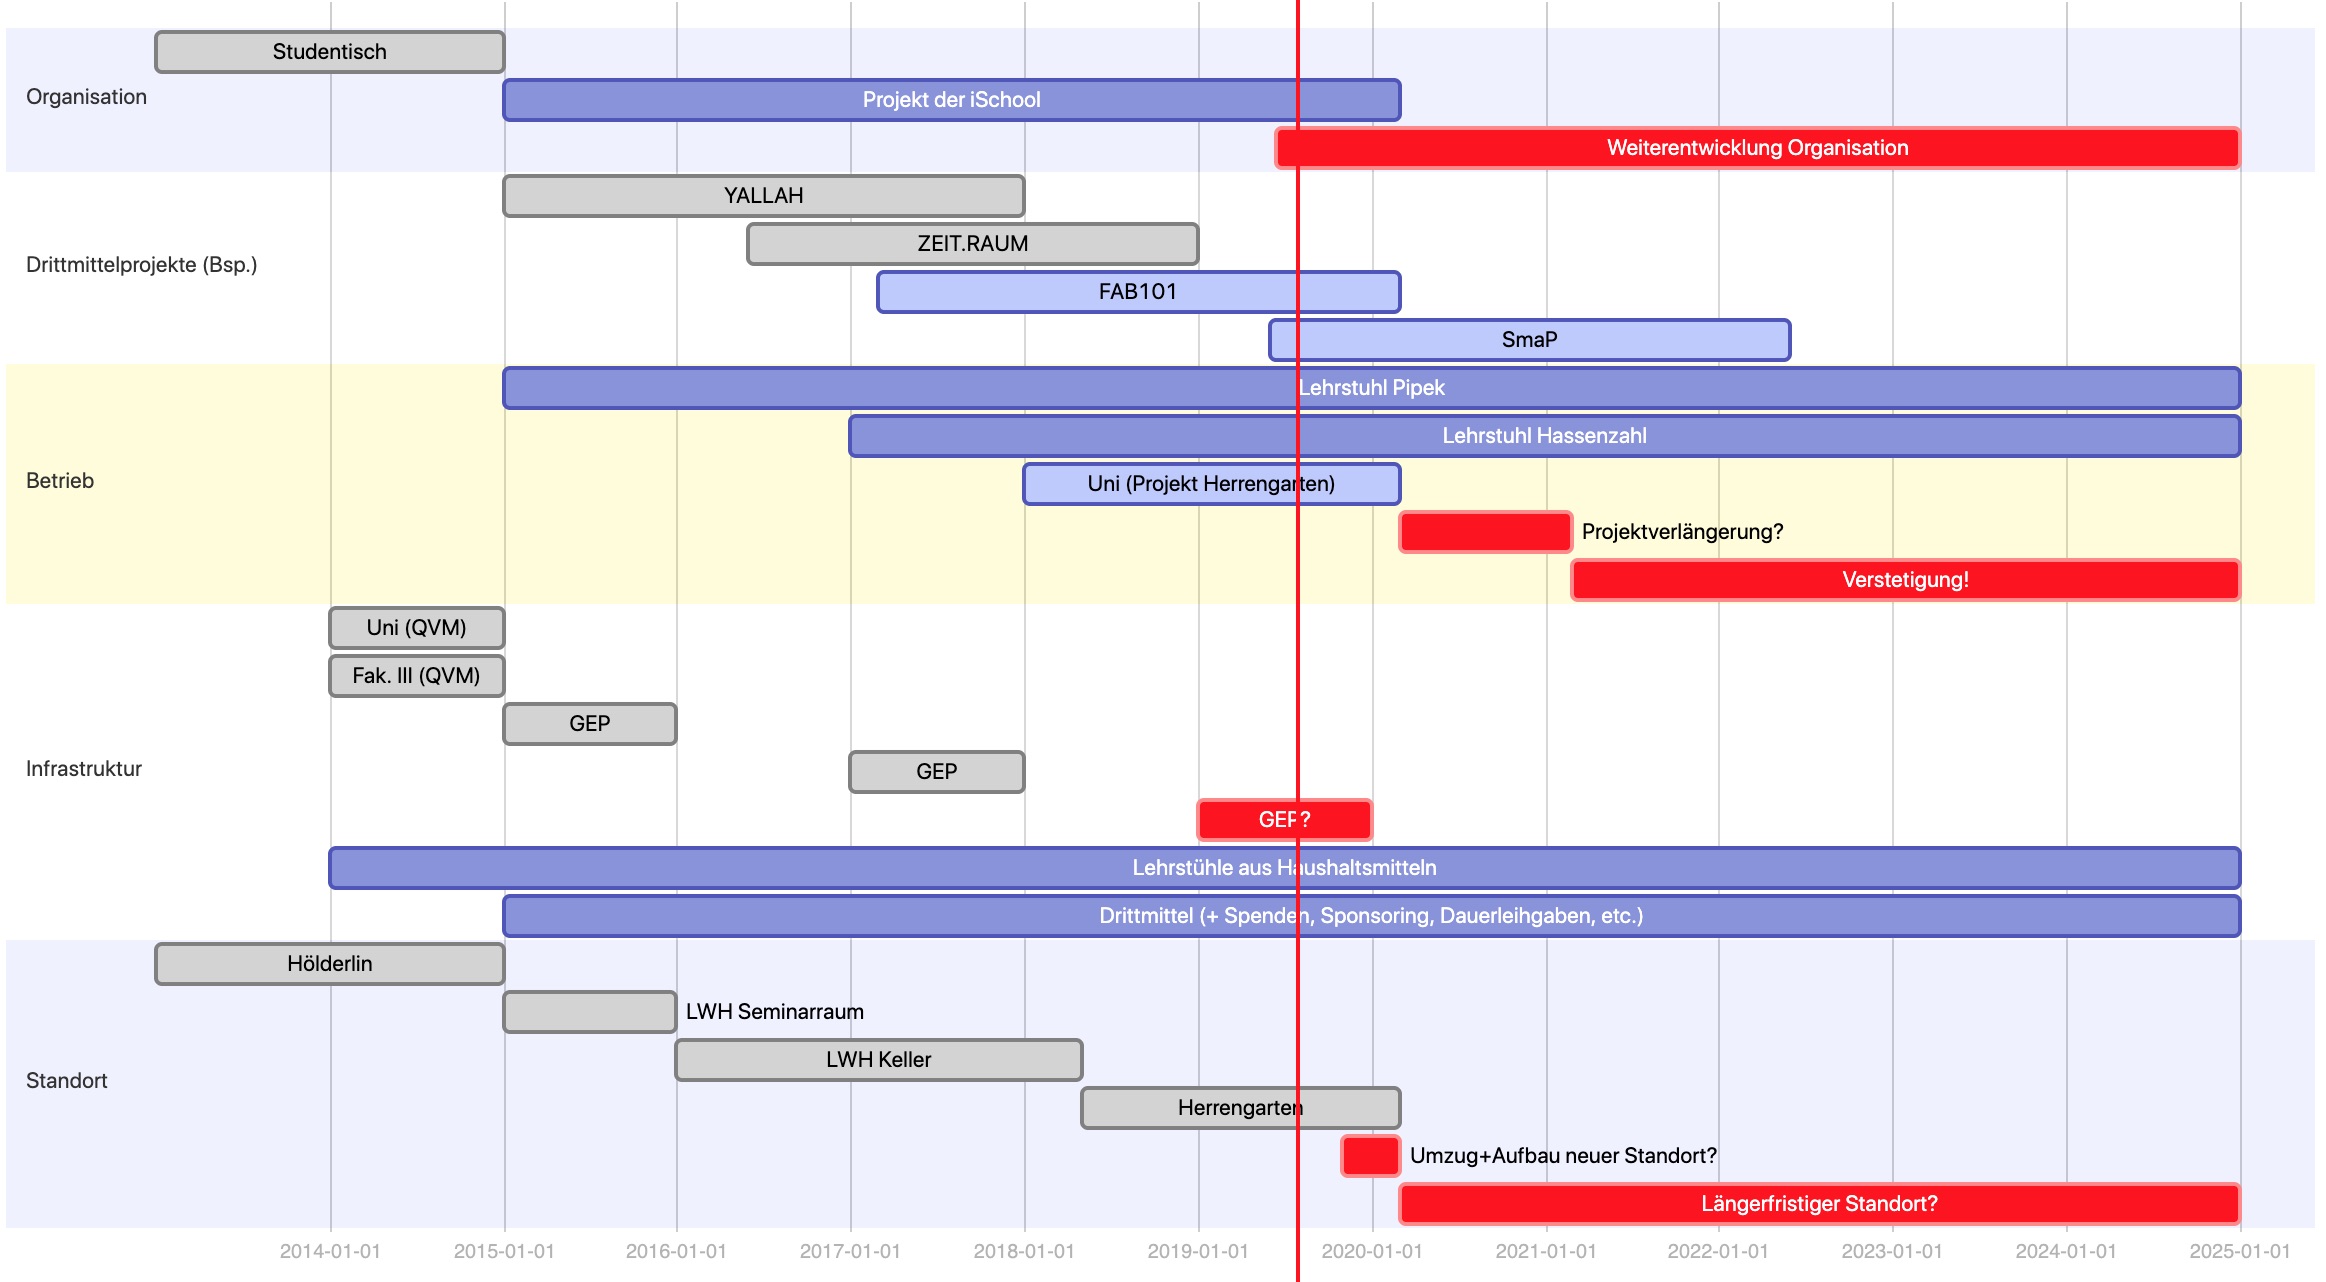 Studentisch
Organisation
Projekt der iSchool
Weiterentwicklung Organisation
YALLAH
ZEIT.RAUM
Drittmittelprojekte (Bsp.)
FAB101
SmaP
Lehrstuhl Pipek
Lehrstuhl Hassenzahl
Betrieb
Uni (Projekt Herrengarten)
Projektverlängerung?
Verstetigung!
Uni (QVM)
Fak. III (QVM)
GEP
Infrastruktur
GEP
GEP?
Lehrstühle aus Haushaltsmitteln
Drittmittel (+ Spenden, Sponsoring, Dauerleihgaben, etc.)
Hölderlin
LWH Seminarraum
LWH Keller
Standort
Herrengarten
Umzug+Aufbau neuer Standort?
Längerfristiger Standort?
2014-01-01 2015-01-01 2016-01-01 2017-01-01 2018-01-01 2019-01-01 2020-01-01 2021-01-01 2022-01-01 2023-01-01 2024-01-01 2025-01-01